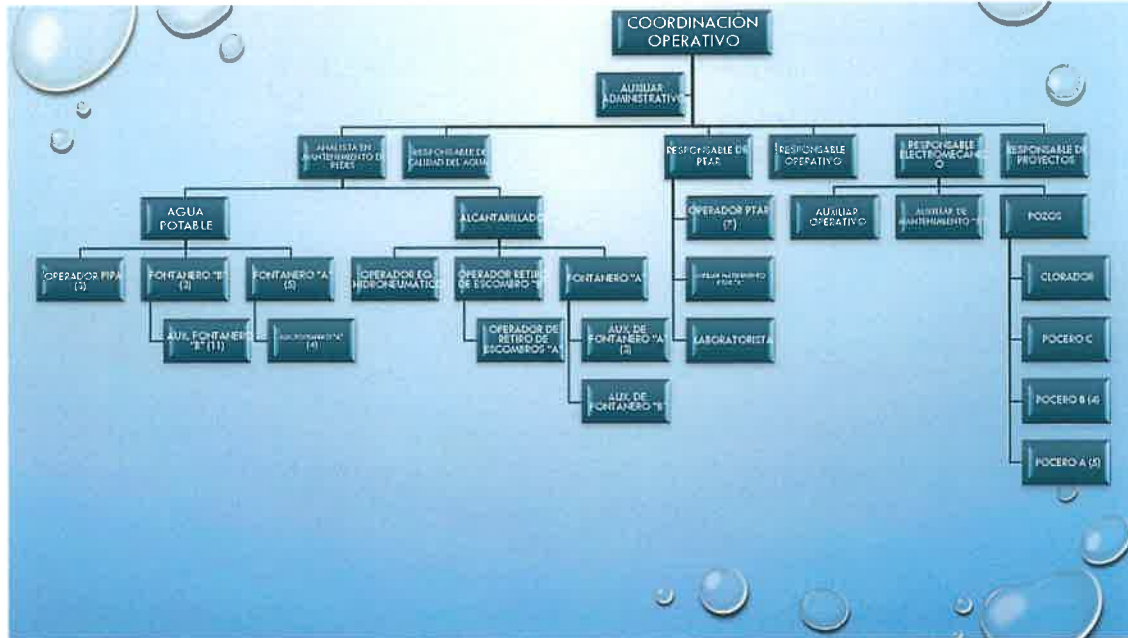 COORDINACIÓN
OPERATIVO
AUXILIAR
ADMINISTRATIVO
ANALISTA EN
MANTENIMIENTO DE
REDES
RESPONSABLE DE
CALIDAD DEL AGUA
RESPONSABLE DE
PTAR
RESPONSABLE
OPERATIVO
RESPONSABLE
ELECTROMECANIC
O
RESPONSABLE DE
PROYECTOS
AGUA
POTABLE
ALCANTARILLADO
OPERADOR PTAR
(7)
AUXILIAR
OPERATIVO
AUXILIAR DE
MANTENIMIENTO
POZOS
OPERADOR PIPA
FONTANERO "B"
FONTANERO "A"
(5)
OPERADOR EQ.
HIDRONEUMÁTICO
OPERADOR RETIRO
DE ESCOMBRO "B"
FONTANERO "A"
CLORADOR
AUX. FONTANERO
"B" (11)
OPERADOR DE
RETIRO DE
ESCOMBROS "A"
AUX. DE
FONTANERO "A"
LABORATORISTA
POCERO C
AUX. DE
FONTANERO "B"
POCERO B (4)
POCERO A (5)